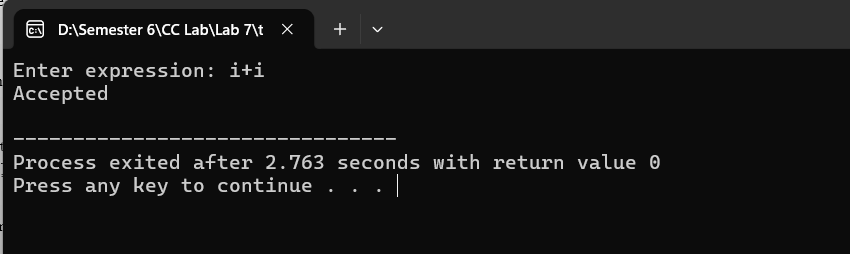 D:\Semester 6\CC Lab\Lab 7\t
Enter expression: i+i
Accepted
--------------------------------
Process exited after 2.763 seconds with return value 0
Press any key to continue . . .